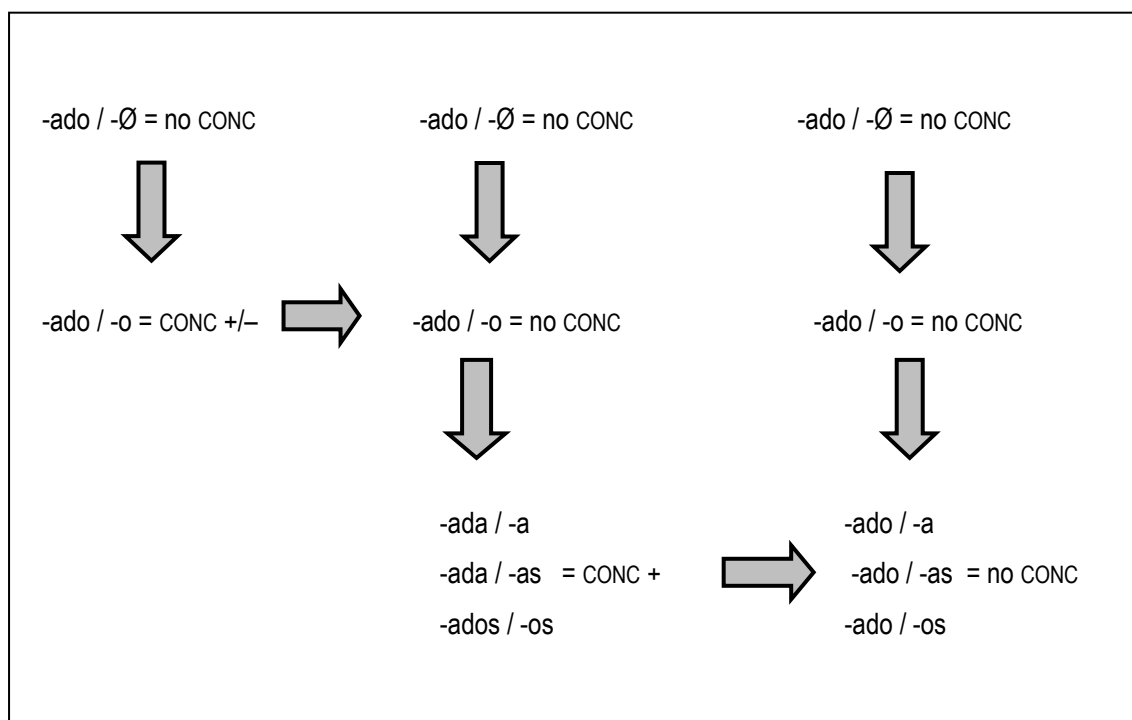 -ado / -Ø = no CONC
-ado / -Ø = no CONC
-ado / -Ø = no CONC
-ado / -o = CONC +/–
-ado / -o = no CONC
-ado / -o = no CONC
-ada / -a
-ada / -as = CONC +
-ados / -os
-ado / -a
-ado / -as = no CONC
-ado / -os